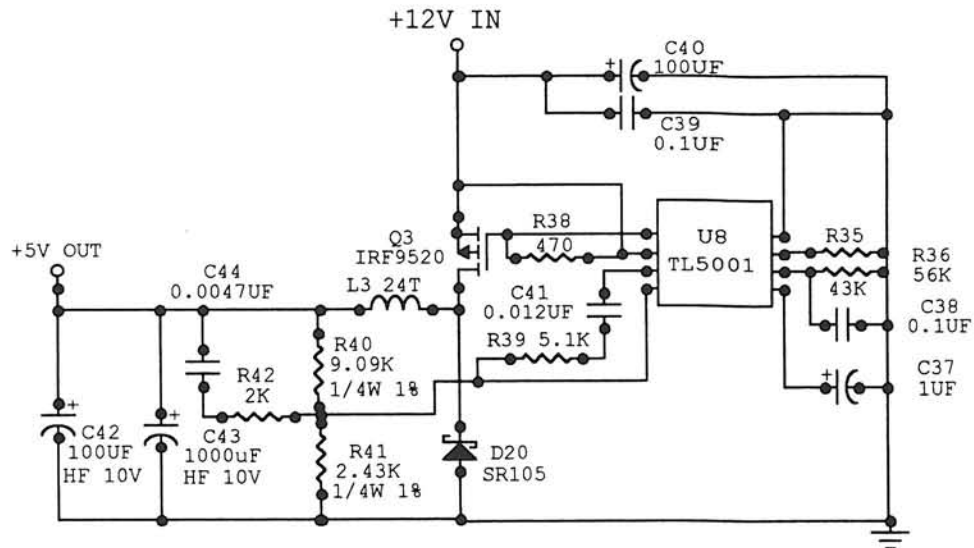 +12V IN
C40
100UF
C39
0.1UF
Q3
IRF9520
R38
470
U8
TL5001
R35
R36
56K
43K
+5V OUT
C44
0.0047UF
L3 24T
C41
0.012UF
C38
0.1UF
R39 5.1K
R40
9.09K
1/4W 1%
R42
2K
C37
1UF
C42
100UF
HF 10V
C43
1000uF
HF 10V
R41
2.43K
1/4W 1%
D20
SR105
+
+
+
+